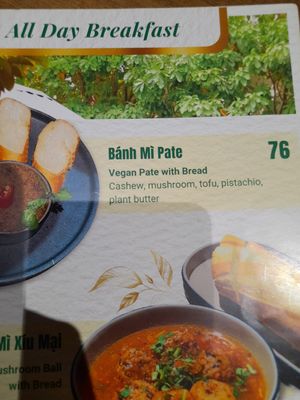 All Day Breakfast
Bánh Mì Pate 76
Vegan Pate with Bread
Cashew, mushroom, tofu, pistachio,
plant butter
Mì Xíu Mại
Ball
with Bread